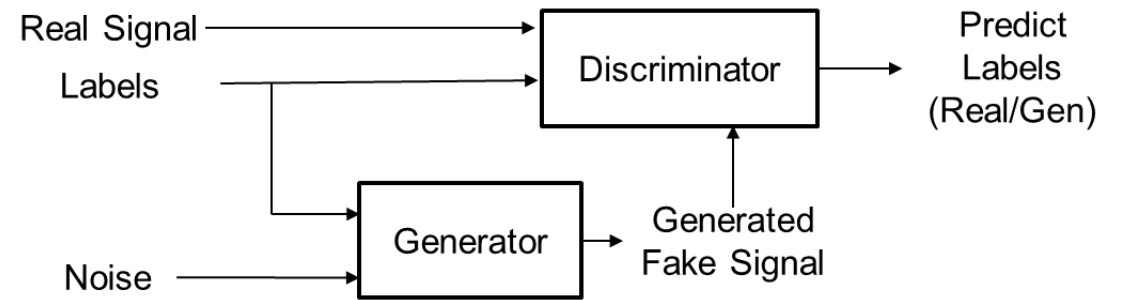 Real Signal
Labels
Discriminator
Predict
Labels
(Real/Gen)
Generator
Generated
Fake Signal
Noise